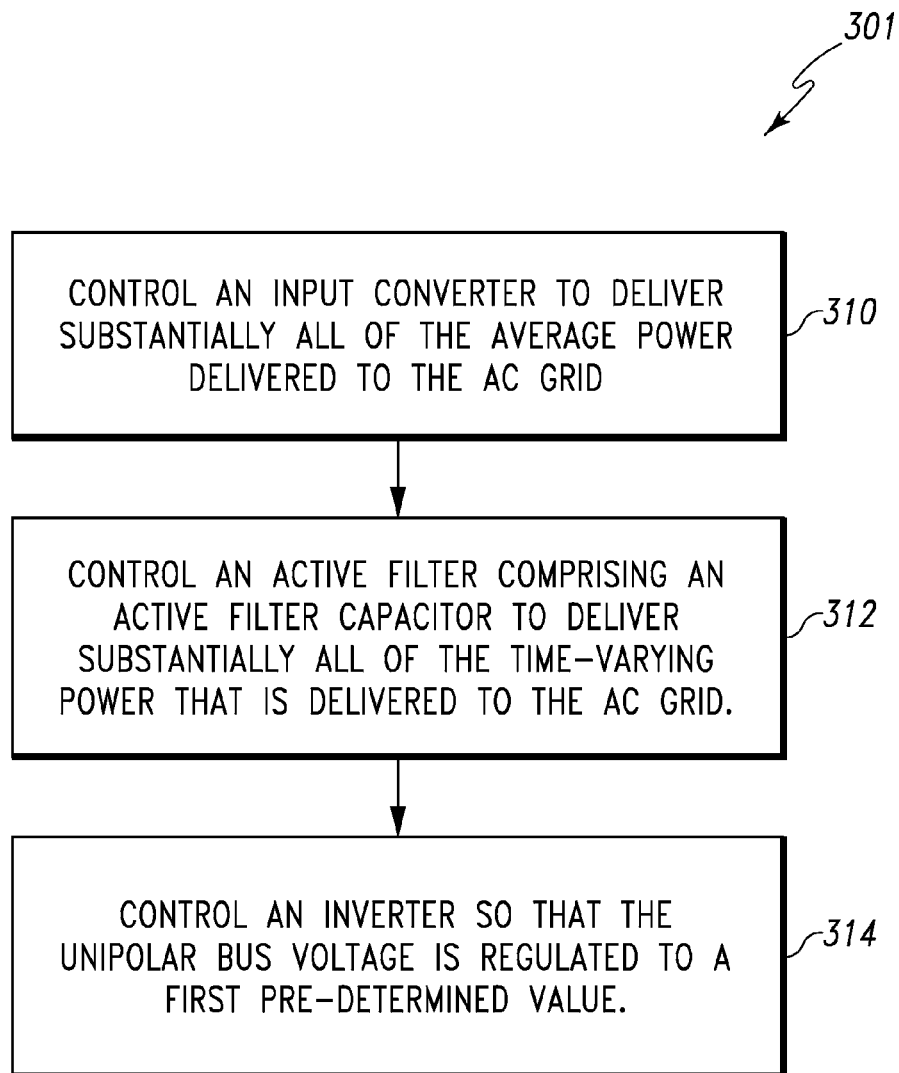 301
CONTROL AN INPUT CONVERTER TO DELIVER
SUBSTANTIALLY ALL OF THE AVERAGE POWER
DELIVERED TO THE AC GRID
310
CONTROL AN ACTIVE FILTER COMPRISING AN
ACTIVE FILTER CAPACITOR TO DELIVER
SUBSTANTIALLY ALL OF THE TIME-VARYING
POWER THAT IS DELIVERED TO THE AC GRID.
312
CONTROL AN INVERTER SO THAT THE
UNIPOLAR BUS VOLTAGE IS REGULATED TO A
FIRST PRE-DETERMINED VALUE.
314